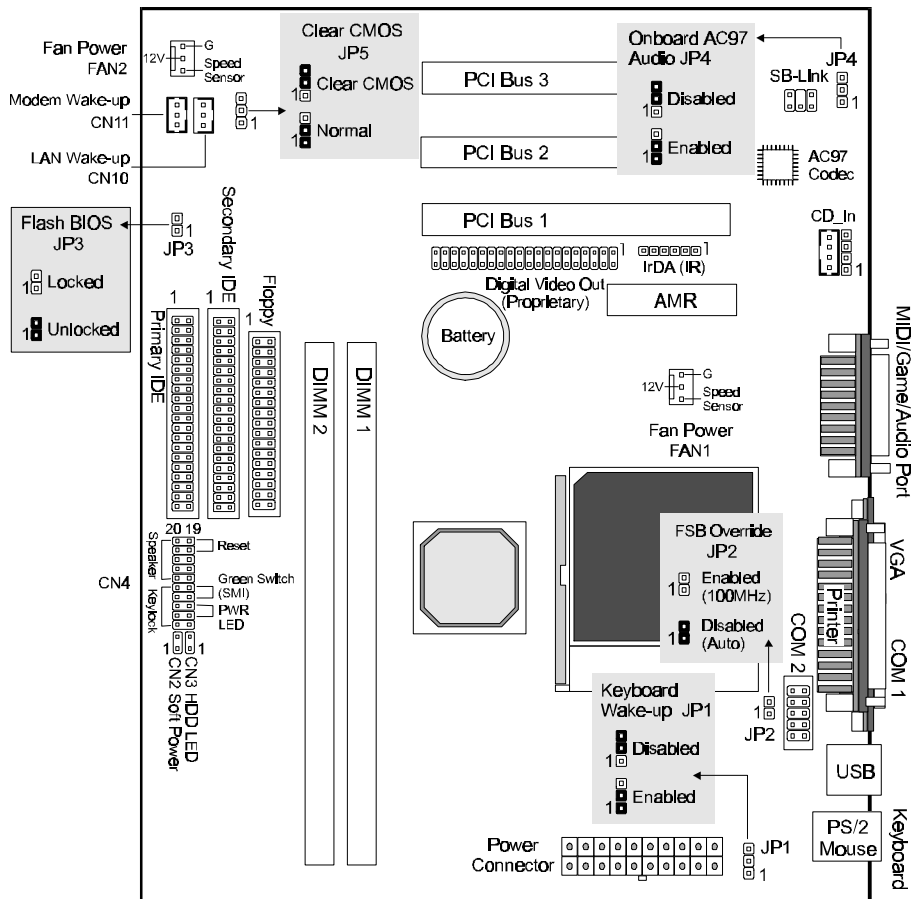 Fan Power
FAN2
12V
G
Speed
Sensor
Modem Wake-up
CN11
LAN Wake-up
CN10
1
Clear CMOS
JP5
Clear CMOS
1
Normal
1
PCI Bus 3
PCI Bus 2
PCI Bus 1
Onboard AC97
Audio JP4
Disabled
1
Enabled
1
JP4
1
SB-Link
AC97
Codec
CD_In
1
Flash BIOS
JP3
Locked
1
Unlocked
1
1
JP3
Secondary IDE
Floppy
Primary IDE
1
1
1
1
Digital Video Out
(Proprietary)
1
IrDA (IR)
AMR
Battery
MIDI/Game/Audio Port
DIMM 2
DIMM 1
12V
G
Speed
Sensor
Fan Power
FAN1
CN4
20 19
Speaker
Keylock
Reset
Green Switch
(SMI)
PWR
LED
1
1
CN2 Soft Power
CN3 HDD LED
FSB Override
JP2
Enabled
(100MHz)
1
Disabled
(Auto)
1
1
JP2
COM 2
VGA
Printer
COM 1
Keyboard
Wake-up JP1
Disabled
1
Enabled
1
USB
PS/2
Mouse
Keyboard
Power
Connector
JP1
1